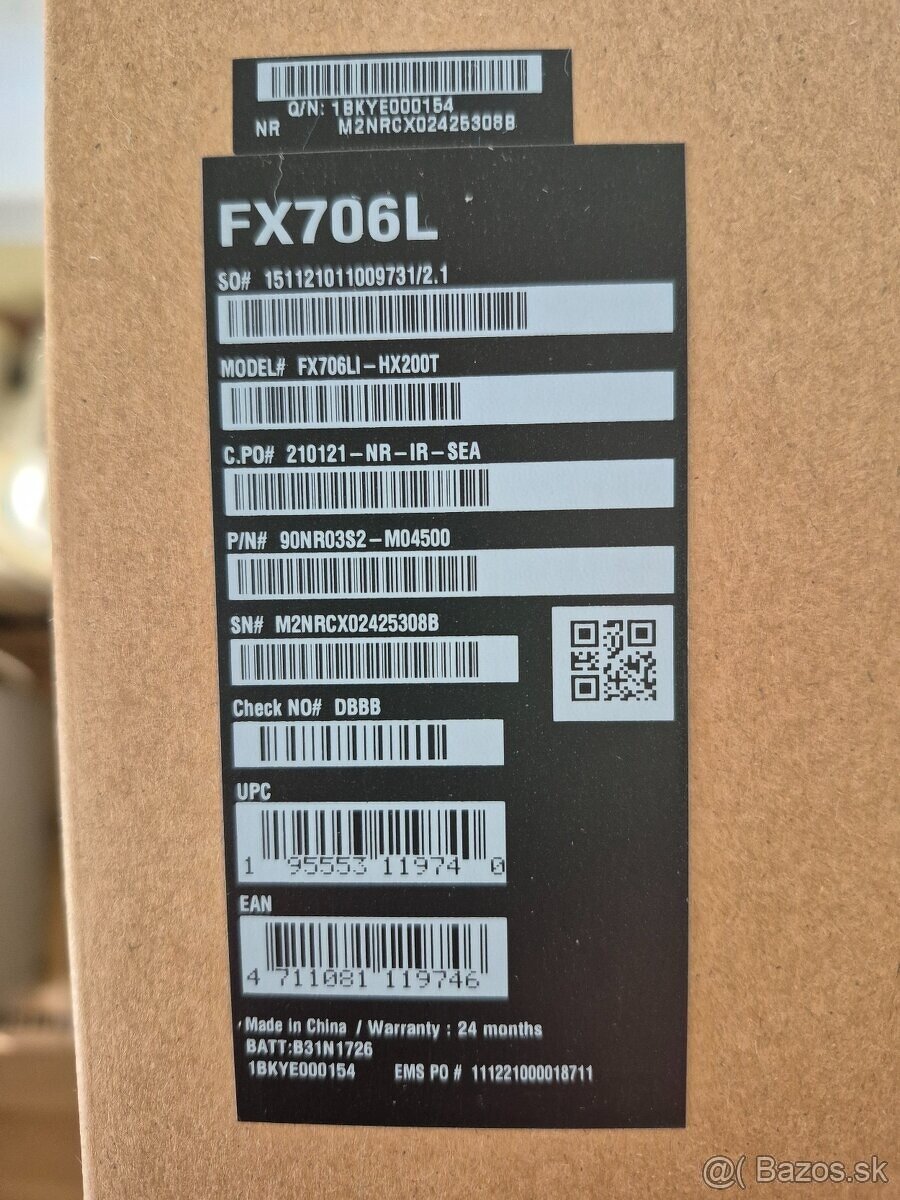 Q/N: 1BKYE000154
NR M2NRCX02425308B
FX706L
SO# 151121011009731/2.1
MODEL# FX706LI-HX200T
C.PO# 210121-NR-IR-SEA
P/N# 90NR03S2-M04500
SN# M2NRCX02425308B
Check NO# DBBB
UPC
1 95553 11974 0
EAN
4 711081 119746
Made in China / Warranty : 24 months
BATT:B31N1726
1BKYE000154 EMS PO # 111221000018711
@( Bazos.sk